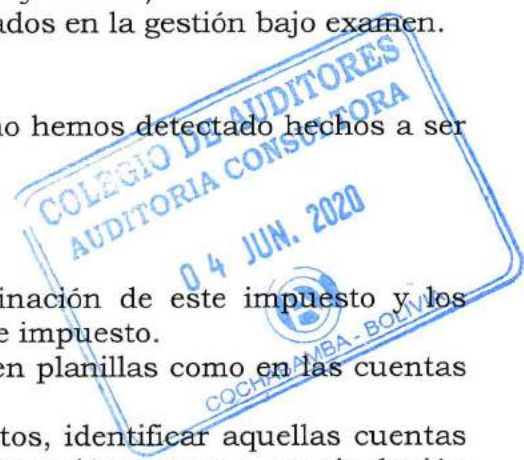 ados en la gestión bajo examen.
no hemos detectado hechos a ser
COLEGIO DE AUDITORES
AUDITORIA CONSULTORA
04 JUN. 2020
COCHABAMBA - BOLIVIA
inación de este impuesto y los
e impuesto.
en planillas como en las cuentas
tos, identificar aquellas cuentas